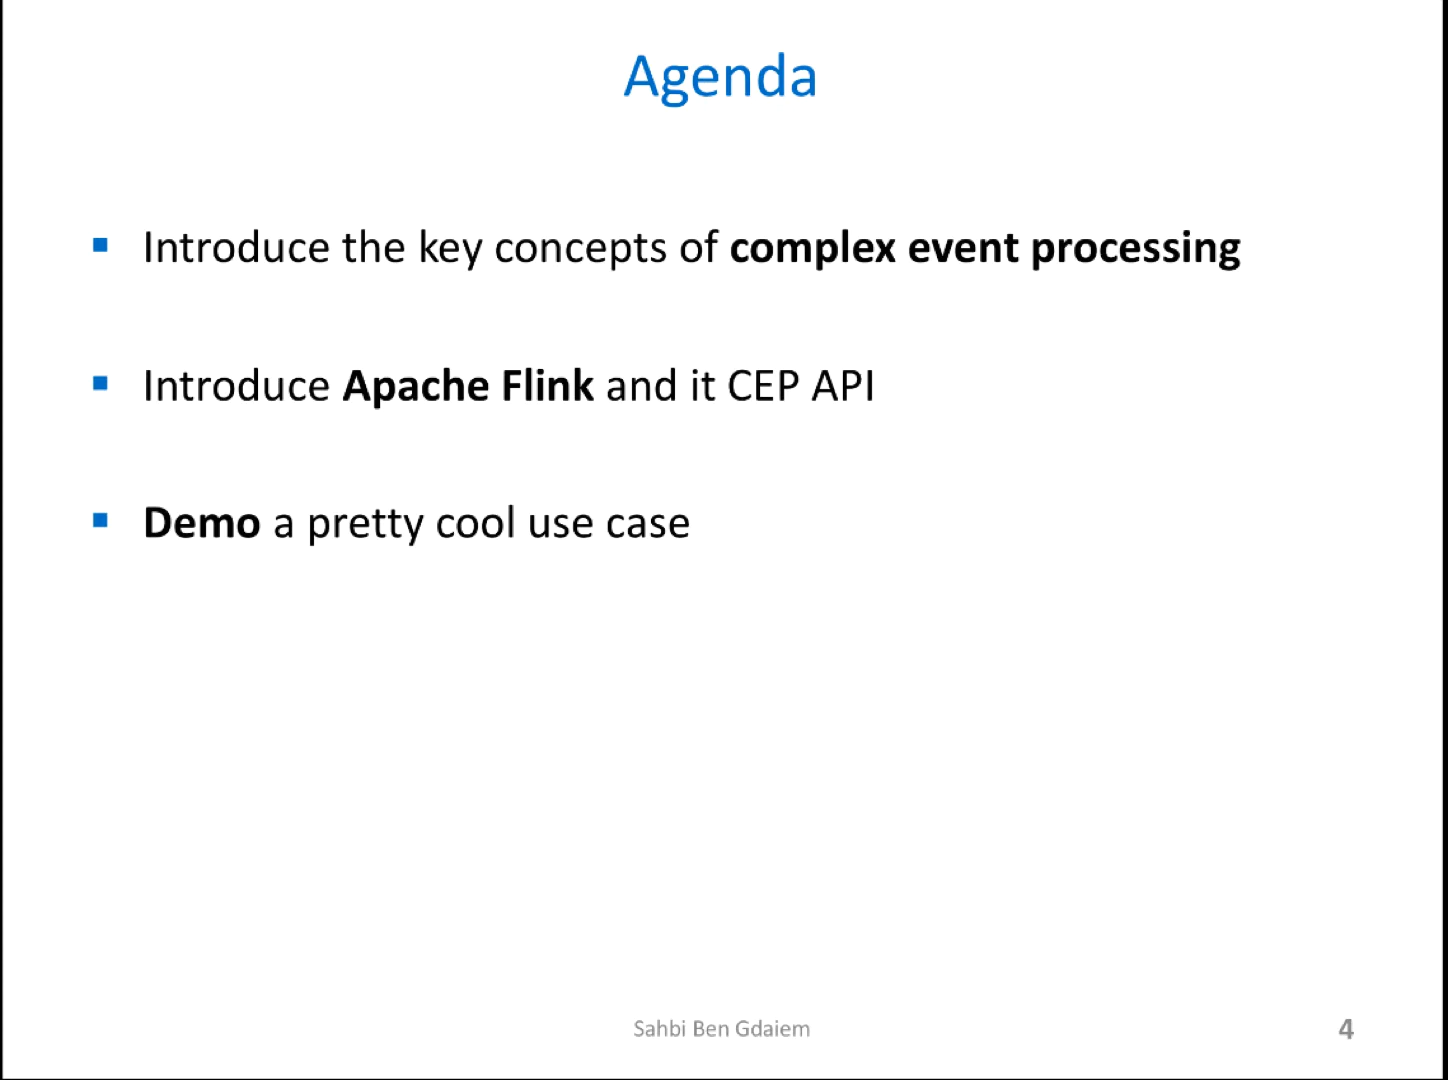 Agenda
▪ Introduce the key concepts of complex event processing
▪ Introduce Apache Flink and it CEP API
▪ Demo a pretty cool use case
Sahbi Ben Gdaiem
4